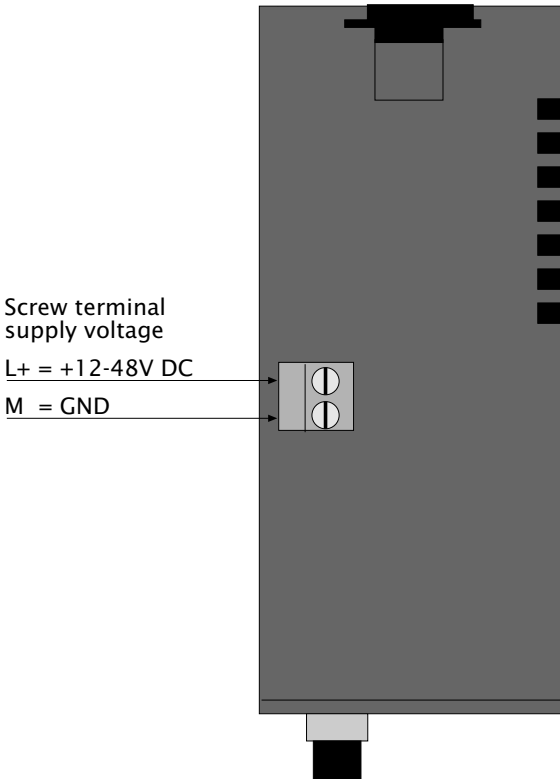 Screw terminal
supply voltage
L+ = +12-48V DC
M = GND